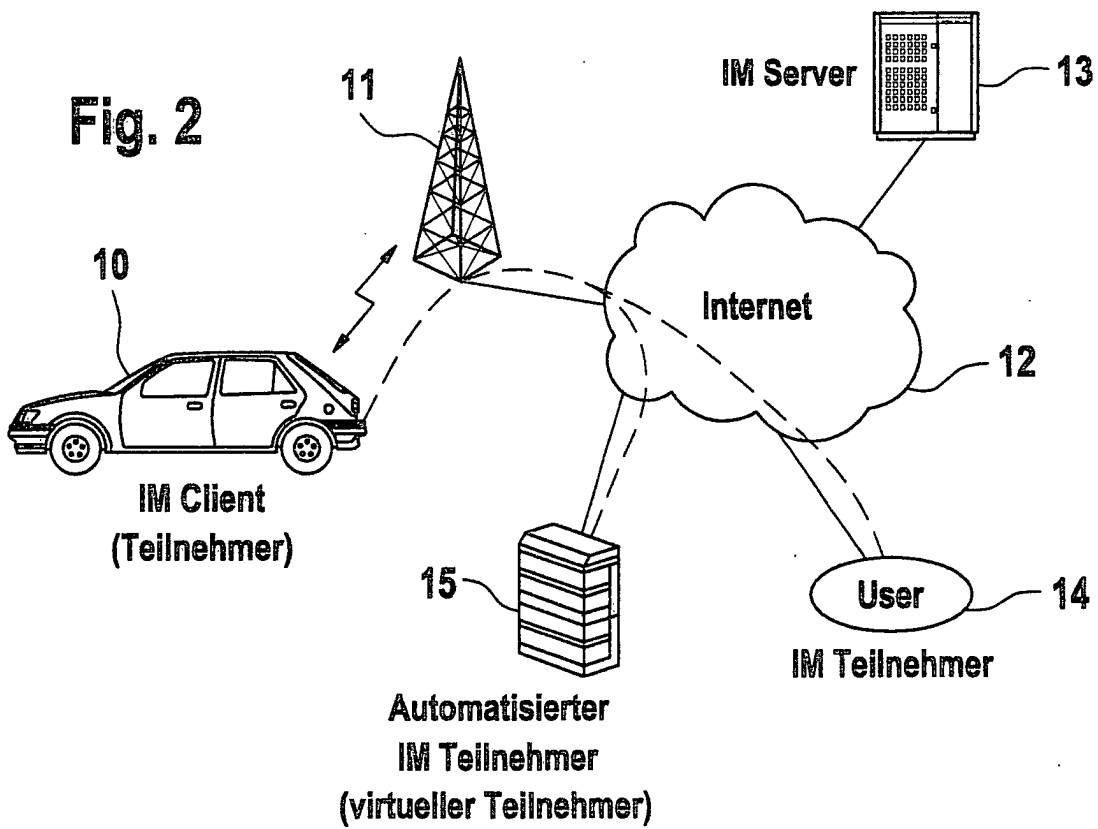 Fig. 2
11
IM Server
13
10
Internet
12
IM Client
(Teilnehmer)
15
User
14
IM Teilnehmer
Automatisierter
IM Teilnehmer
(virtueller Teilnehmer)